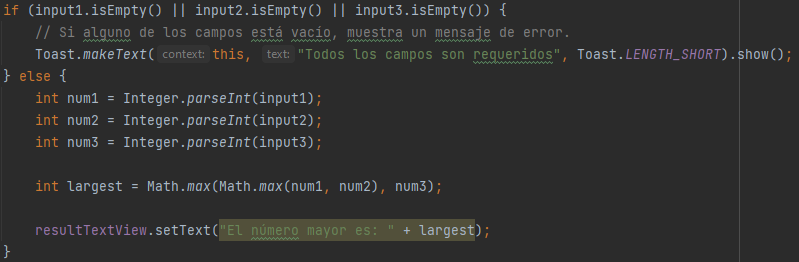 if (input1.isEmpty() || input2.isEmpty() || input3.isEmpty()) {
// Si alguno de los campos está vacío, muestra un mensaje de error.
Toast.makeText( context: this, text: "Todos los campos son requeridos", Toast.LENGTH_SHORT).show();
} else {
int num1 = Integer.parseInt(input1);
int num2 = Integer.parseInt(input2);
int num3 = Integer.parseInt(input3);
int largest = Math.max(Math.max(num1, num2), num3);
resultTextView.setText("El número mayor es: " + largest);
}